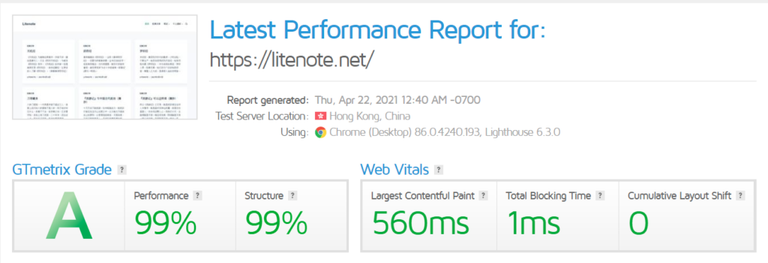 Latest Performance Report for:
https://litenote.net/
Report generated: Thu, Apr 22, 2021 12:40 AM -0700
Test Server Location: Hong Kong, China
Using: Chrome (Desktop) 86.0.4240.193, Lighthouse 6.3.0
GTmetrix Grade ?
Web Vitals ?
A
Performance ?
99%
Structure ?
99%
Largest Contentful Paint ?
560ms
Total Blocking Time ?
1ms
Cumulative Layout Shift ?
0
Litenote